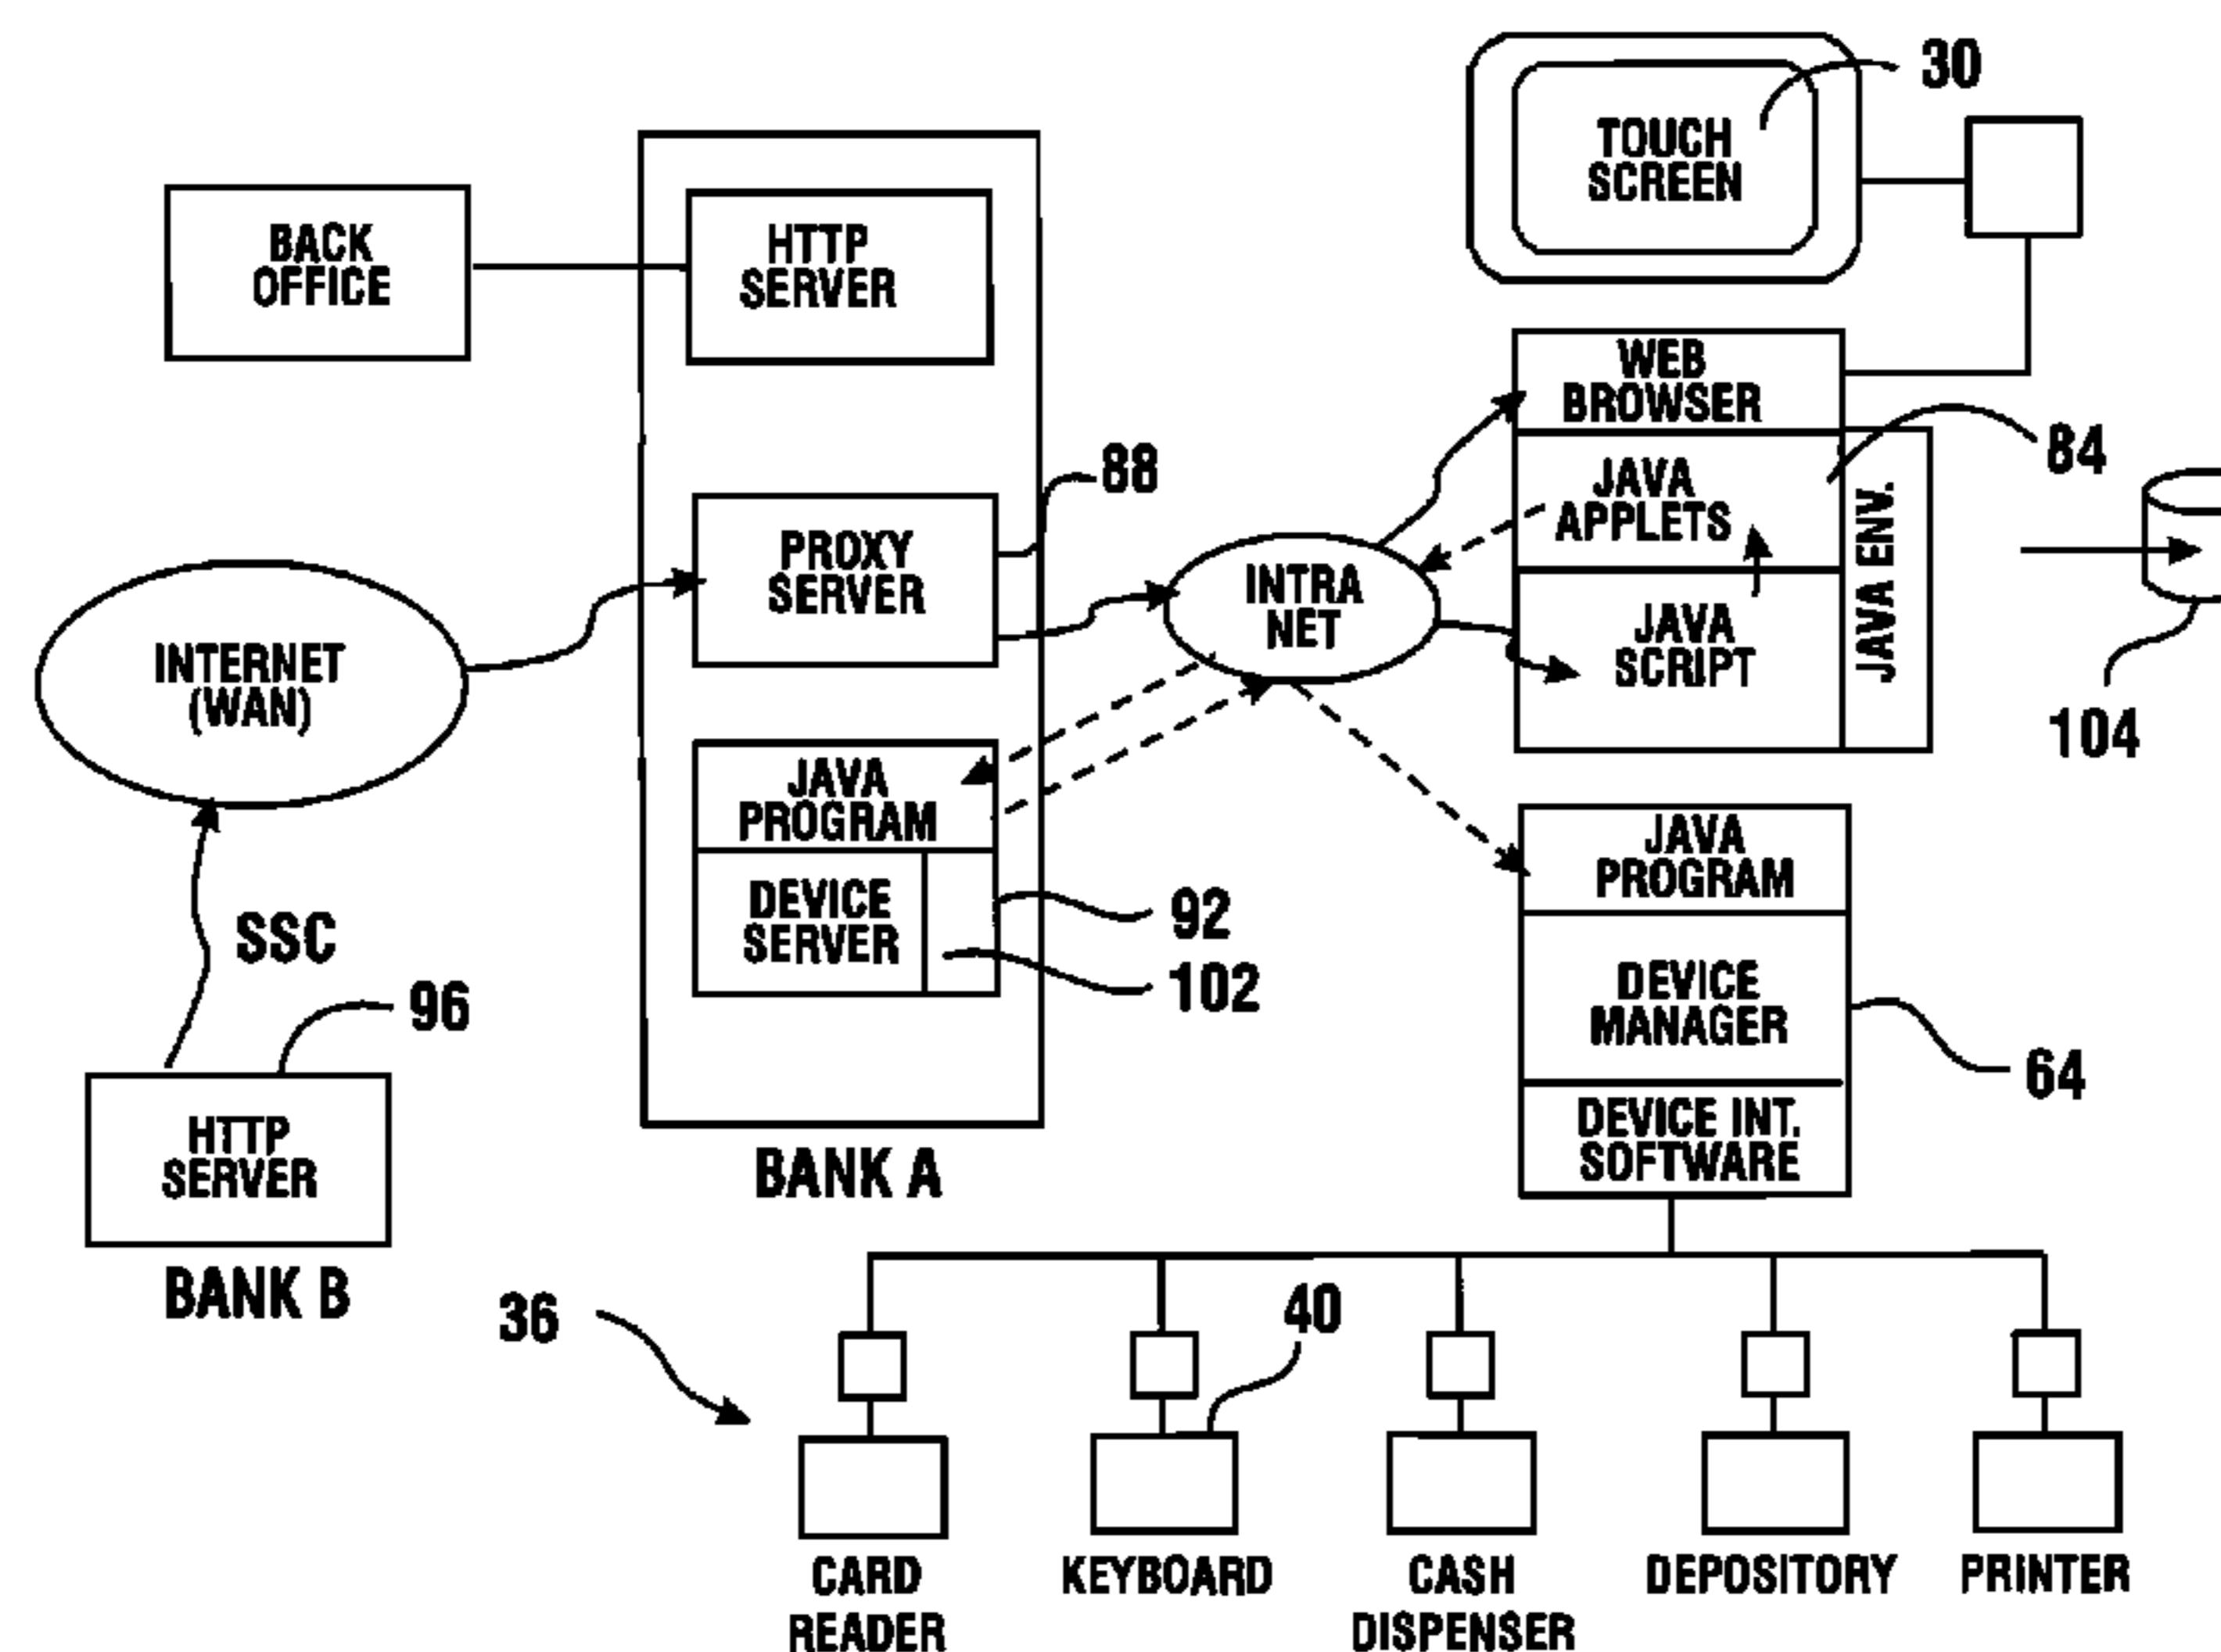 30
TOUCH
SCREEN
BACK
OFFICE
HTTP
SERVER
WEB
BROWSER
88
84
JAVA
APPLETS
JAVA ENV.
PROXY
SERVER
INTRA
NET
JAVA
SCRIPT
INTERNET
(WAN)
104
JAVA
PROGRAM
JAVA
PROGRAM
DEVICE
SERVER
92
102
SSC
96
DEVICE
MANAGER
64
HTTP
SERVER
DEVICE INT.
SOFTWARE
BANK A
BANK B
36
40
CARD
READER
KEYBOARD
CASH
DISPENSER
DEPOSITORY
PRINTER